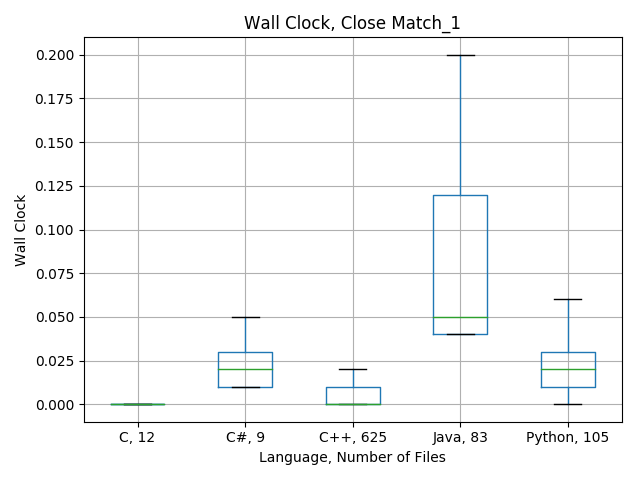 Wall Clock, Close Match_1
0.200
0.175
0.150
0.125
0.100
0.075
0.050
0.025
0.000
Wall Clock
C, 12
C#, 9
C++, 625
Java, 83
Python, 105
Language, Number of Files